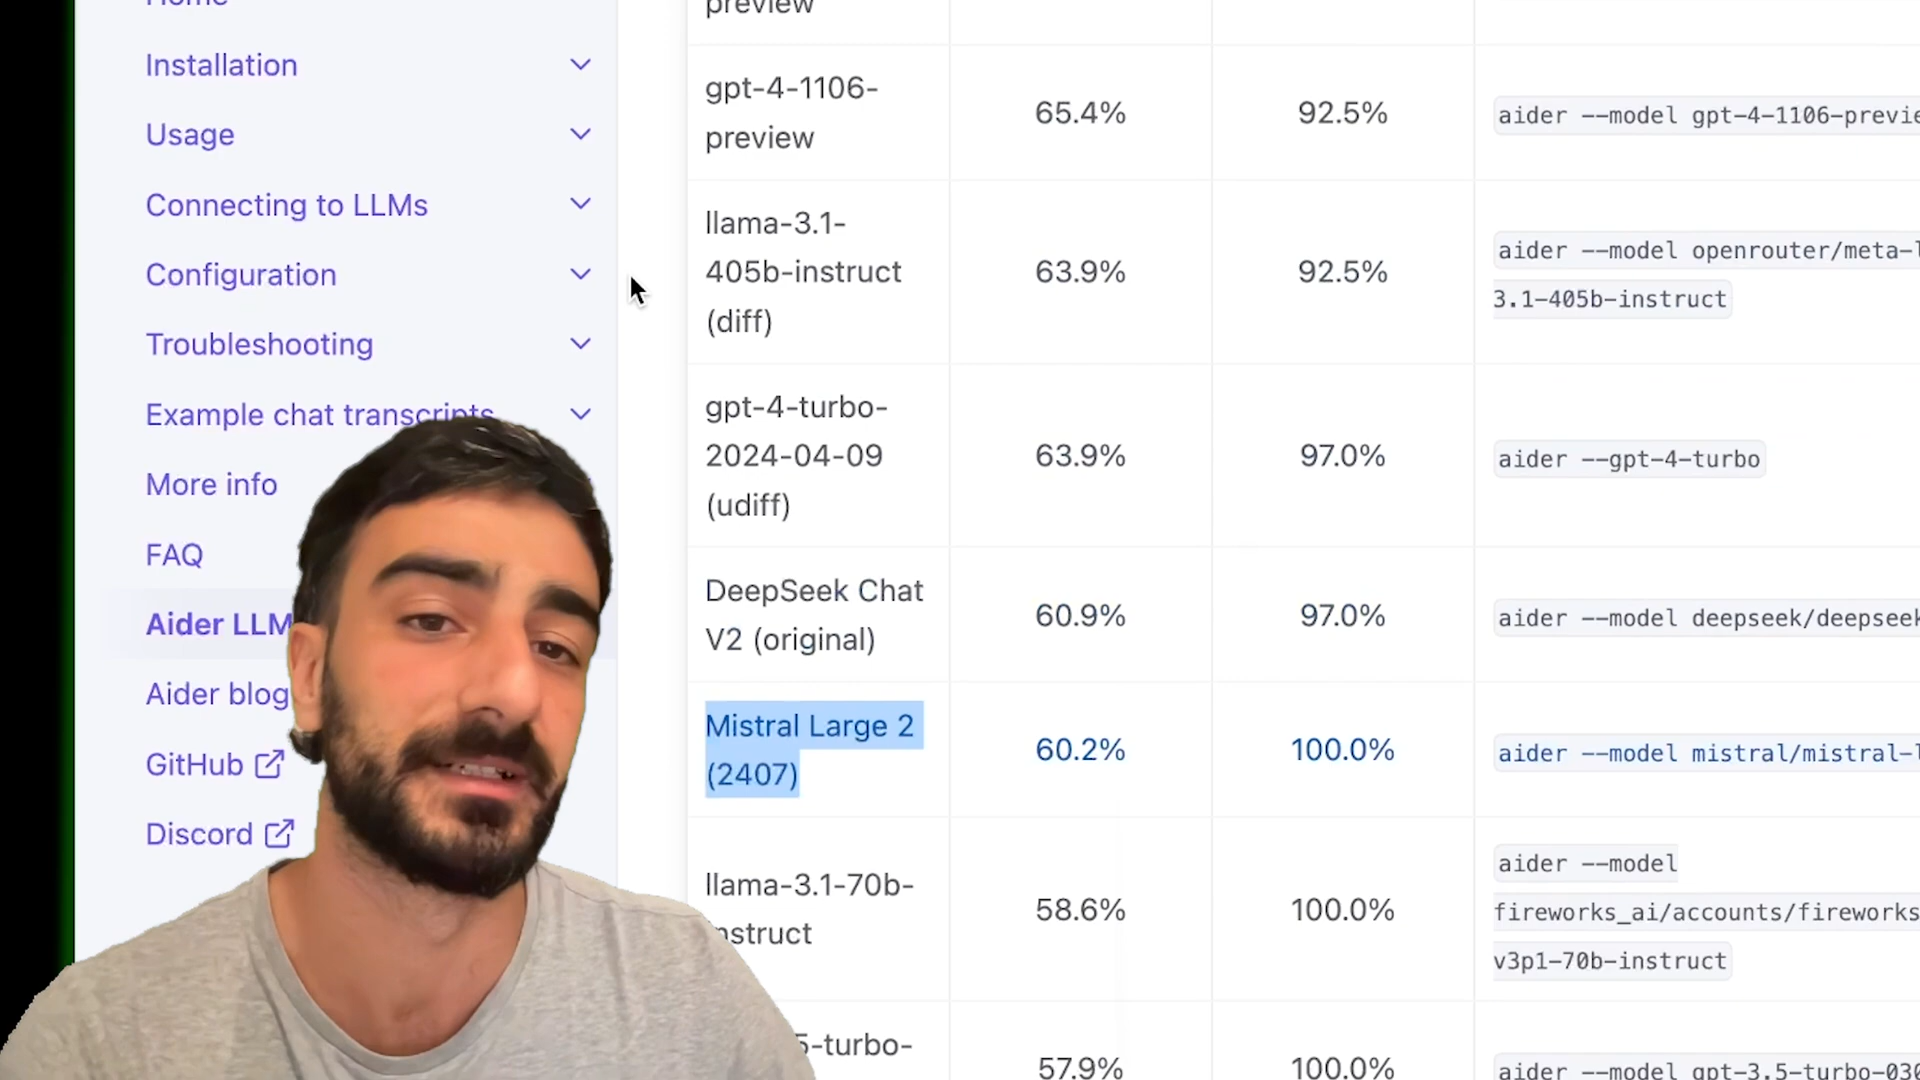 Home
Installation
Usage
Connecting to LLMs
Configuration
Troubleshooting
Example chat transcripts
More info
FAQ
Aider LLM
Aider blog
GitHub
Discord
preview
gpt-4-1106-
preview
65.4%
92.5%
aider --model gpt-4-1106-previe
llama-3.1-
405b-instruct
(diff)
63.9%
92.5%
aider --model openrouter/meta-l
3.1-405b-instruct
gpt-4-turbo-
2024-04-09
(udiff)
63.9%
97.0%
aider --gpt-4-turbo
DeepSeek Chat
V2 (original)
60.9%
97.0%
aider --model deepseek/deepseek
Mistral Large 2
(2407)
60.2%
100.0%
aider --model mistral/mistral-l
llama-3.1-70b-
nstruct
58.6%
100.0%
aider --model
fireworks_ai/accounts/fireworks
v3p1-70b-instruct
5-turbo-
57.9%
100.0%
aider --model gpt-3.5-turbo-030